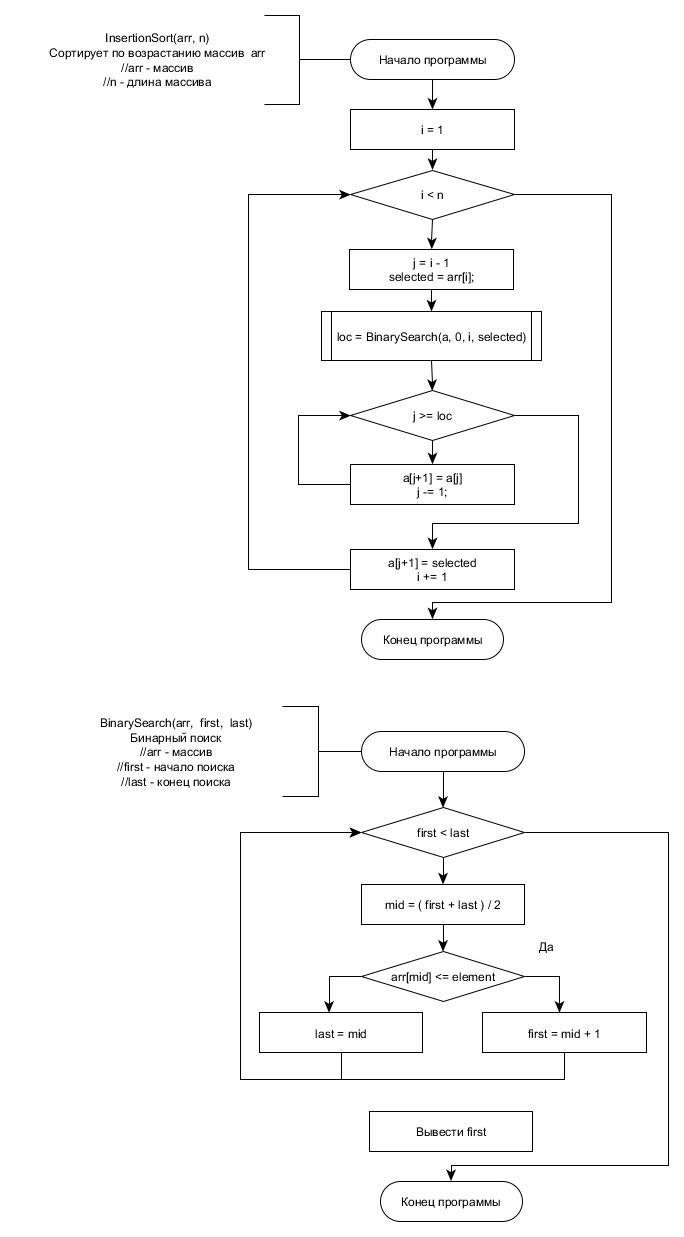 InsertionSort(arr, n)
Сортирует по возрастанию массив arr
//arr - массив
//n - длина массива
Начало программы
i = 1
i < n
j = i - 1
selected = arr[i];
loc = BinarySearch(a, 0, i, selected)
j >= loc
a[j+1] = a[j]
j -= 1;
a[j+1] = selected
i += 1
Конец программы
BinarySearch(arr, first, last)
Бинарный поиск
//arr - массив
//first - начало поиска
//last - конец поиска
Начало программы
first < last
mid = ( first + last ) / 2
Да
arr[mid] <= element
last = mid
first = mid + 1
Вывести first
Конец программы